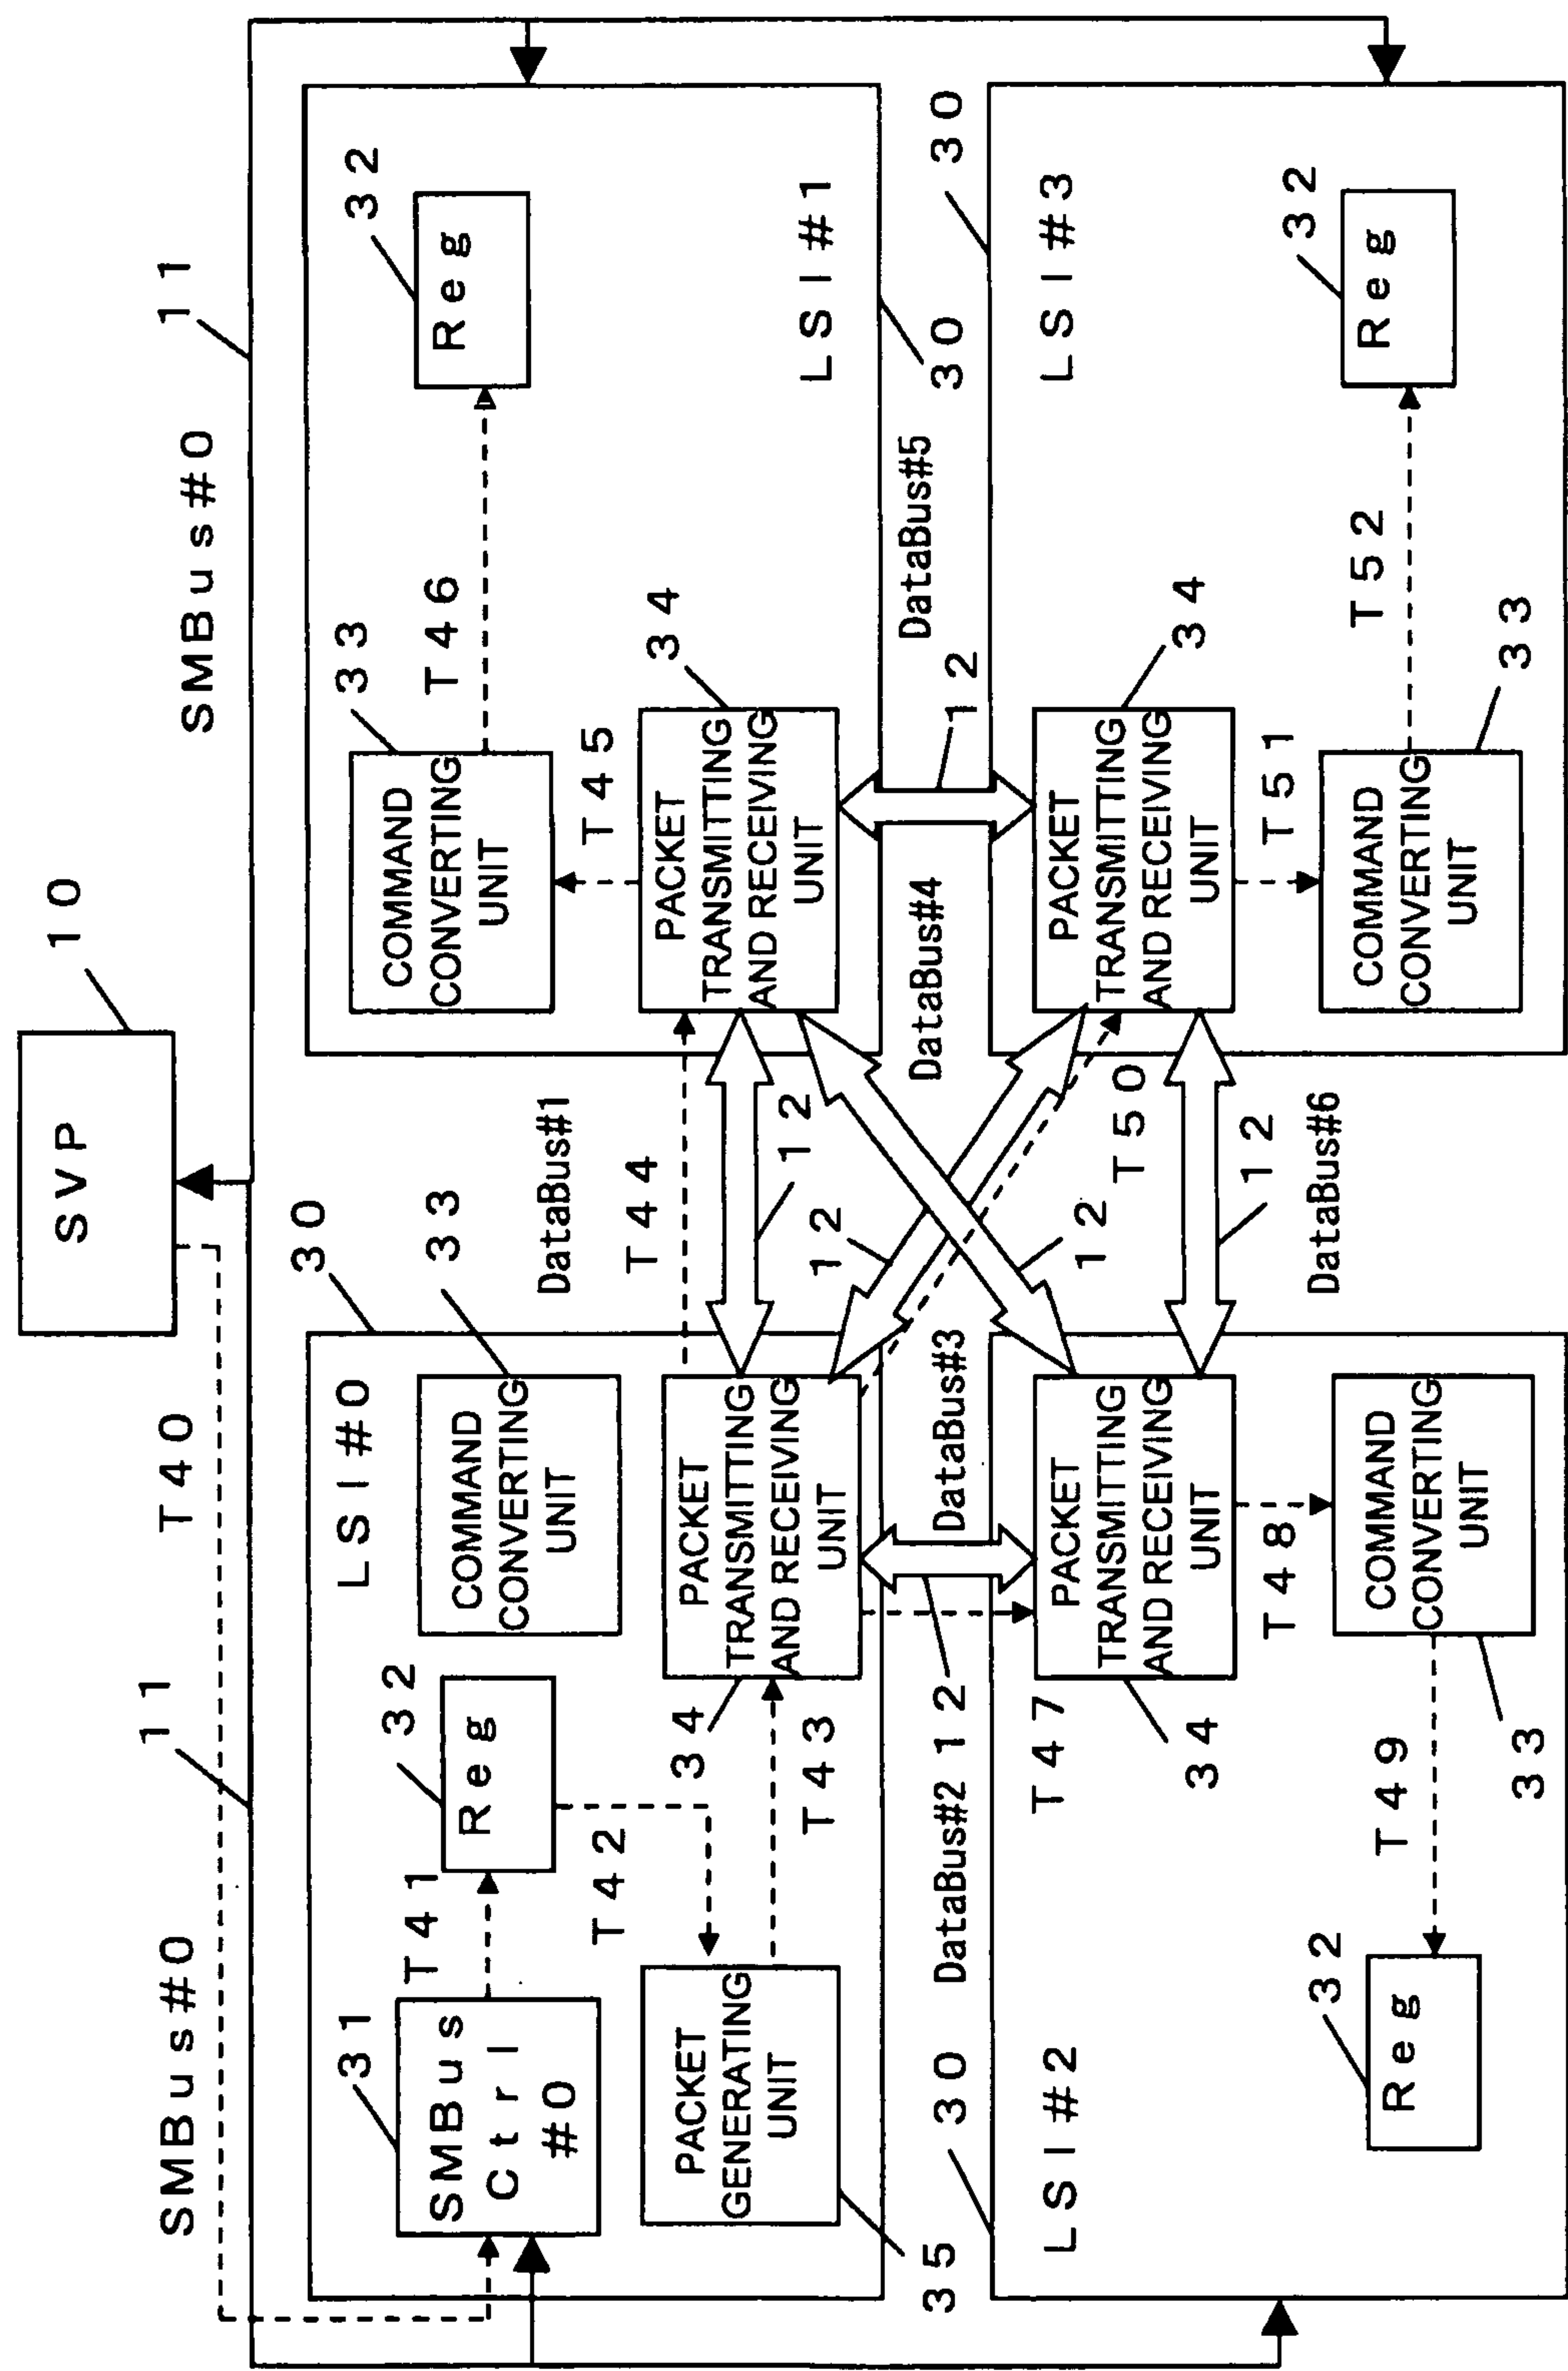 SVP
10
SMBus#0
T40
11
SMBus#0
11
LSI#0
30
SMBus
Ctrl
#0
31
T41
Reg
32
COMMAND
CONVERTING
UNIT
33
T42
PACKET
GENERATING
UNIT
35
T43
PACKET
TRANSMITTING
AND RECEIVING
UNIT
34
DataBus#1
T44
12
COMMAND
CONVERTING
UNIT
33
T46
Reg
32
T45
PACKET
TRANSMITTING
AND RECEIVING
UNIT
34
LSI#1
30
DataBus#2
12
DataBus#3
12
DataBus#4
12
DataBus#5
12
T47
T50
LSI#2
30
PACKET
TRANSMITTING
AND RECEIVING
UNIT
34
T48
COMMAND
CONVERTING
UNIT
33
T49
Reg
32
DataBus#6
12
LSI#3
30
PACKET
TRANSMITTING
AND RECEIVING
UNIT
34
T51
COMMAND
CONVERTING
UNIT
33
T52
Reg
32